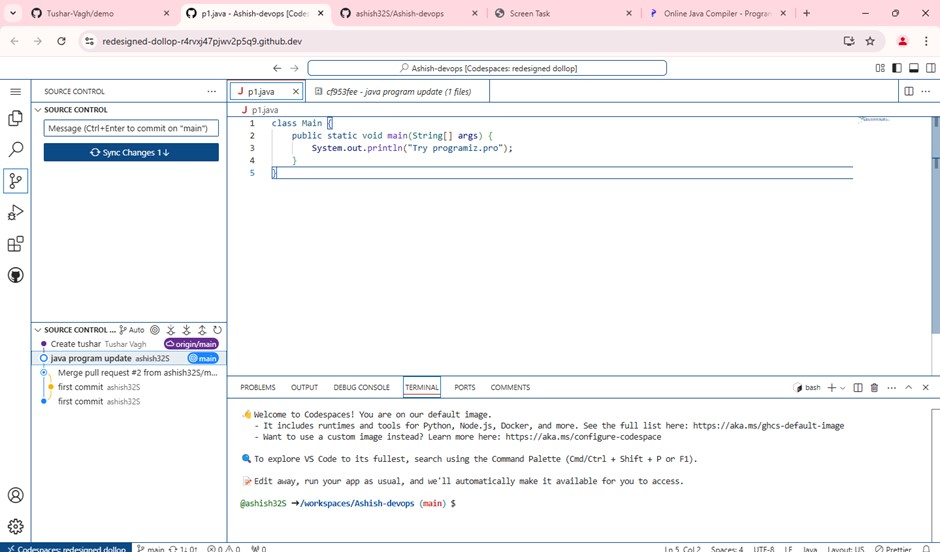 Tushar-Vagh/demo
p1.java - Ashish-devops [Codes
ashish32S/Ashish-devops
Screen Task
Online Java Compiler - Program
redesigned-dollop-r4rvxj47pjwv2p5q9.github.dev
Ashish-devops [Codespaces: redesigned dollop]
SOURCE CONTROL
SOURCE CONTROL
Message (Ctrl+Enter to commit on "main")
Sync Changes 1↓
J p1.java
cf953fee - java program update (1 files)
J p1.java
1 class Main {
2 public static void main(String[] args) {
3 System.out.println("Try programiz.pro");
4 }
5 }
SOURCE CONTROL ... Auto
Create tushar Tushar Vagh origin/main
java program update ashish32S main
Merge pull request #2 from ashish32S/m...
first commit ashish32S
first commit ashish32S
PROBLEMS OUTPUT DEBUG CONSOLE TERMINAL PORTS COMMENTS
bash
👋 Welcome to Codespaces! You are on our default image.
- It includes runtimes and tools for Python, Node.js, Docker, and more. See the full list here: https://aka.ms/ghcs-default-image
- Want to use a custom image instead? Learn more here: https://aka.ms/configure-codespace
🔍 To explore VS Code to its fullest, search using the Command Palette (Cmd/Ctrl + Shift + P or F1).
📝 Edit away, run your app as usual, and we'll automatically make it available for you to access.
@ashish32S →/workspaces/Ashish-devops (main) $
Codespaces: redesigned dollop main 1↓ 0↑ 0 0 0 Ln 5, Col 2 Spaces: 4 UTF-8 LF Java Layout: US Prettier